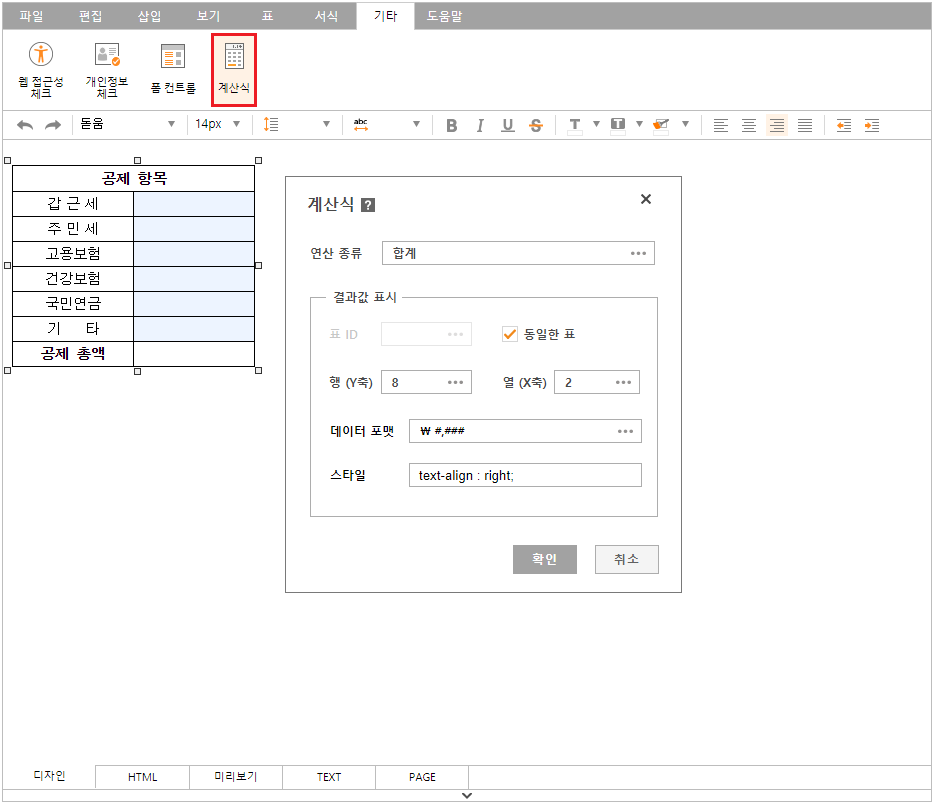 파일 편집 삽입 보기 표 서식 기타 도움말
웹 접근성 체크
개인정보 체크
폼 컨트롤
계산식
돋움 14px abc B I U S T T
공제 항목
갑 근 세
주 민 세
고용보험
건강보험
국민연금
기 타
공제 총액
계산식 ?
연산 종류 합계
결과값 표시
표 ID 동일한 표
행 (Y축) 8 열 (X축) 2
데이터 포맷 ₩ #,###
스타일 text-align : right;
확인 취소
디자인 HTML 미리보기 TEXT PAGE